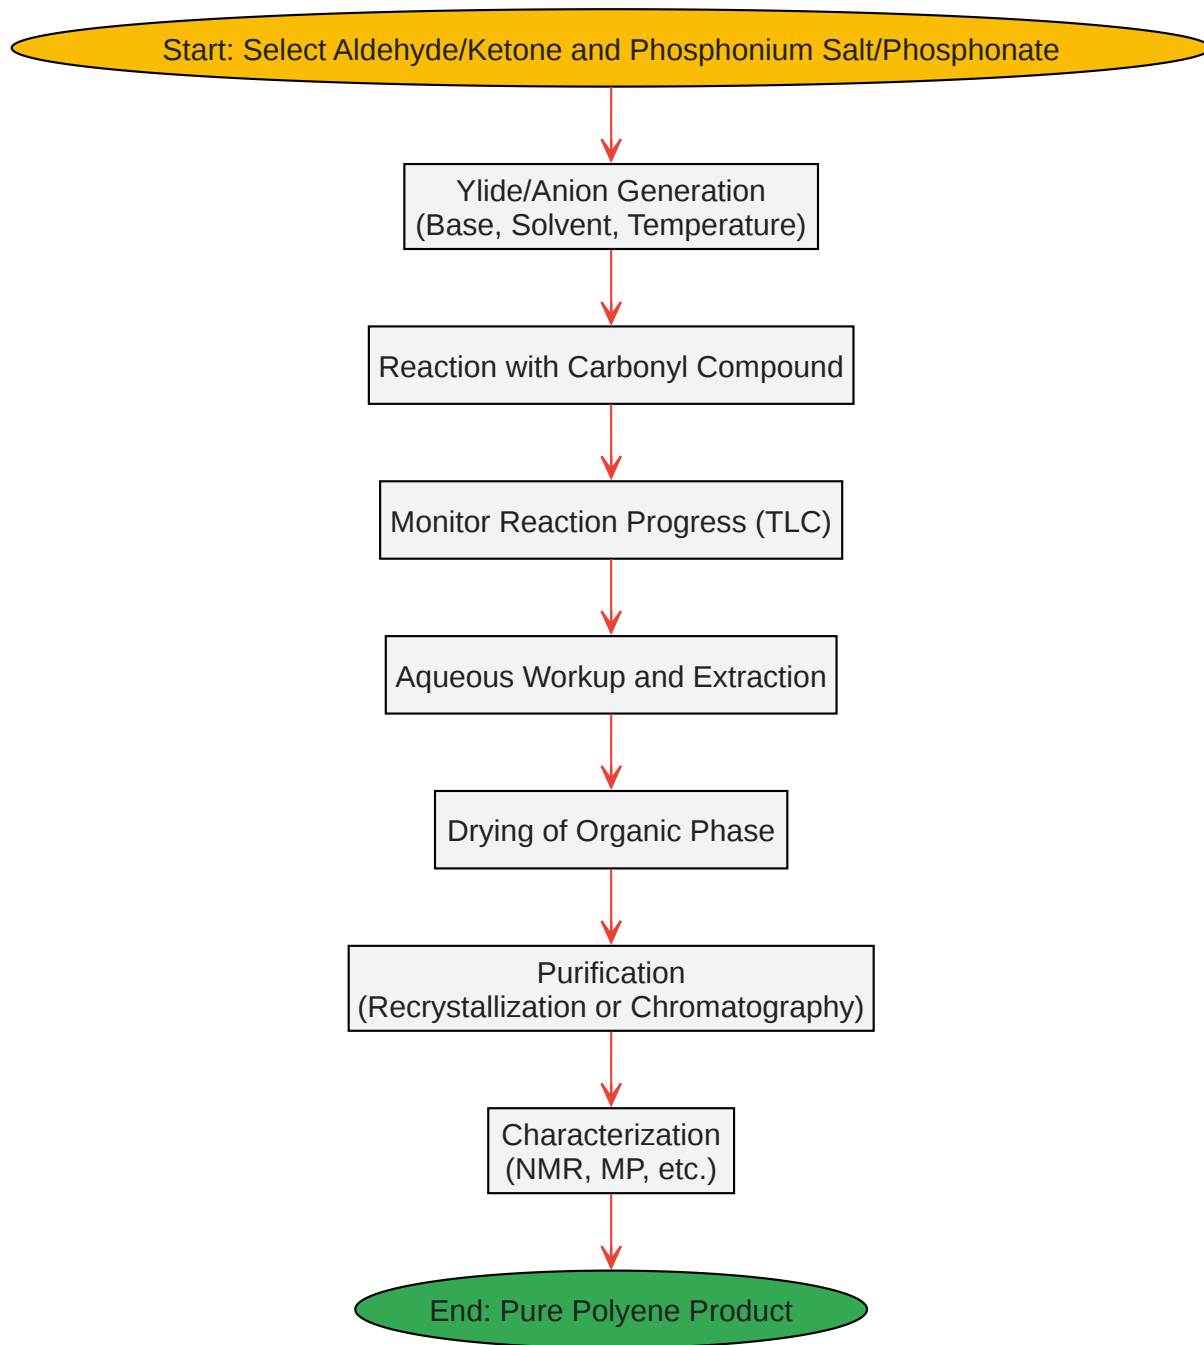 Start: Select Aldehyde/Ketone and Phosphonium Salt/Phosphonate
Ylide/Anion Generation
(Base, Solvent, Temperature)
Reaction with Carbonyl Compound
Monitor Reaction Progress (TLC)
Aqueous Workup and Extraction
Drying of Organic Phase
Purification
(Recrystallization or Chromatography)
Characterization
(NMR, MP, etc.)
End: Pure Polyene Product